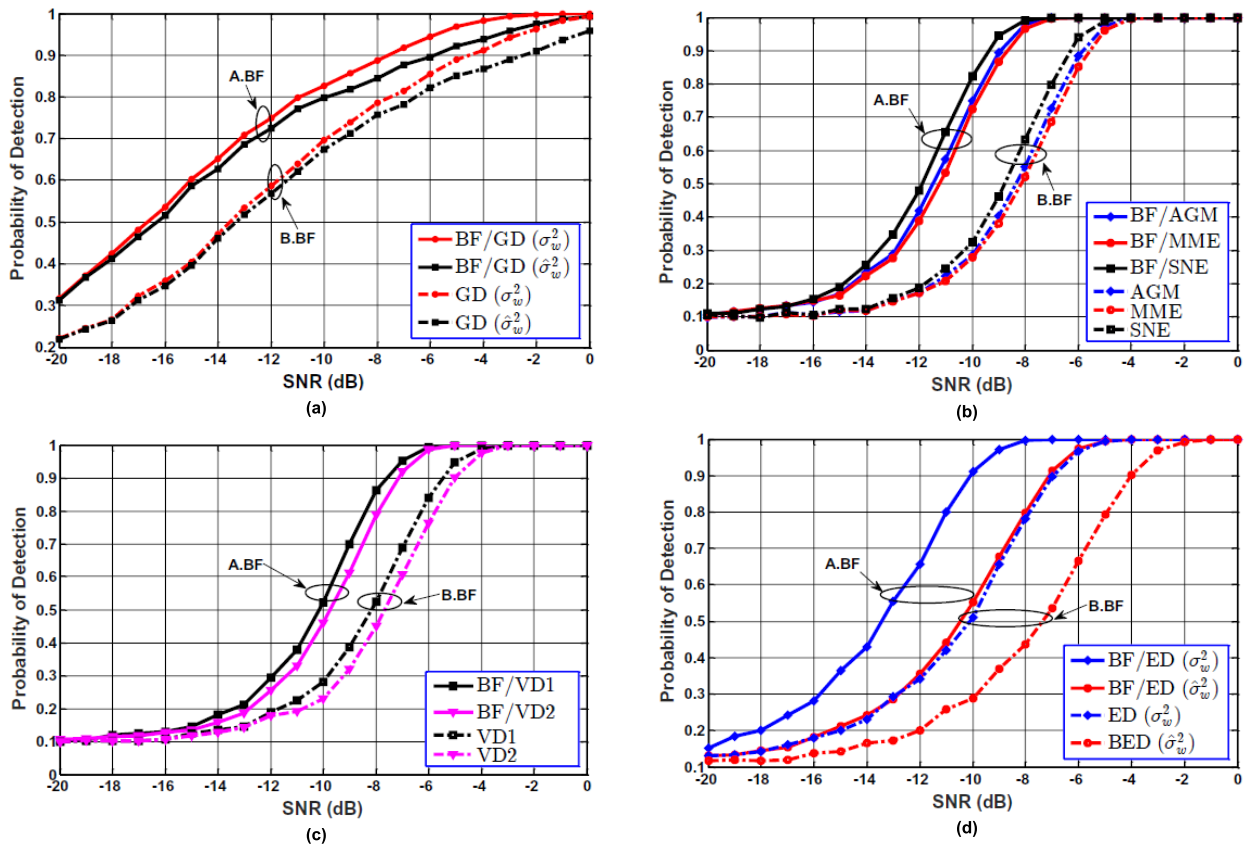 1
0.9
0.8
0.7
0.6
0.5
0.4
0.3
0.2
Probability of Detection
A.BF
B.BF
BF/GD (σ_w^2)
BF/GD (σ̂_w^2)
GD (σ_w^2)
GD (σ̂_w^2)
-20 -18 -16 -14 -12 -10 -8 -6 -4 -2 0
SNR (dB)
(a)
1
0.9
0.8
0.7
0.6
0.5
0.4
0.3
0.2
0.1
Probability of Detection
A.BF
B.BF
BF/AGM
BF/MME
BF/SNE
AGM
MME
SNE
-20 -18 -16 -14 -12 -10 -8 -6 -4 -2 0
SNR (dB)
(b)
1
0.9
0.8
0.7
0.6
0.5
0.4
0.3
0.2
0.1
0
Probability of Detection
A.BF
B.BF
BF/VD1
BF/VD2
VD1
VD2
-20 -18 -16 -14 -12 -10 -8 -6 -4 -2 0
SNR (dB)
(c)
1
0.9
0.8
0.7
0.6
0.5
0.4
0.3
0.2
0.1
Probability of Detection
A.BF
B.BF
BF/ED (σ_w^2)
BF/ED (σ̂_w^2)
ED (σ_w^2)
BED (σ̂_w^2)
-20 -18 -16 -14 -12 -10 -8 -6 -4 -2 0
SNR (dB)
(d)